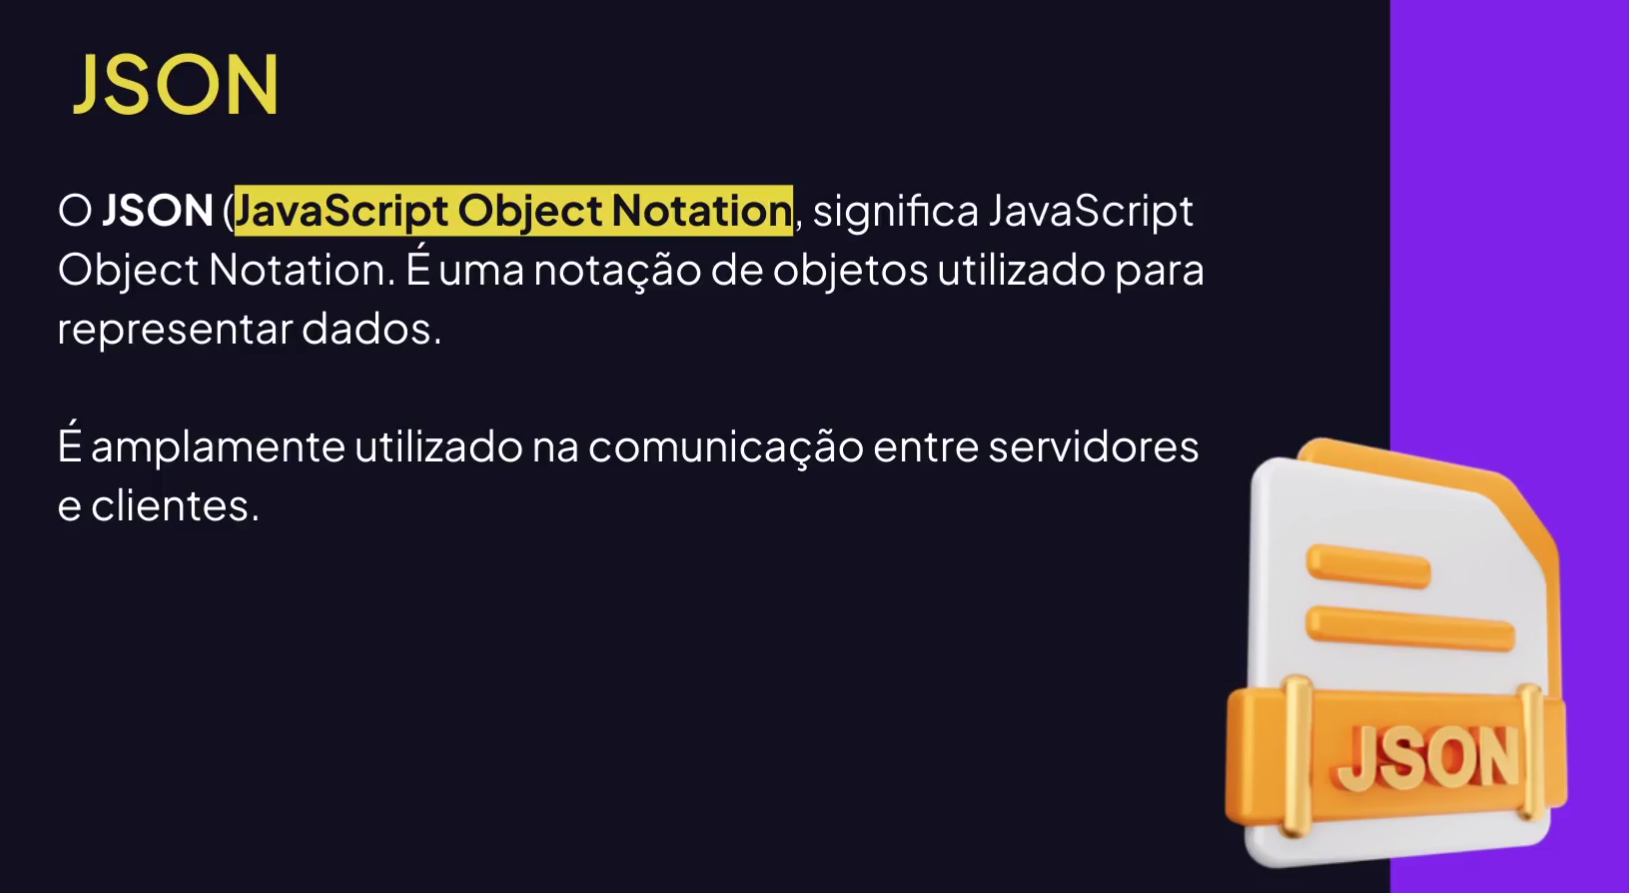 JSON
O JSON (JavaScript Object Notation, significa JavaScript
Object Notation. É uma notação de objetos utilizado para
representar dados.
É amplamente utilizado na comunicação entre servidores
e clientes.
JSON